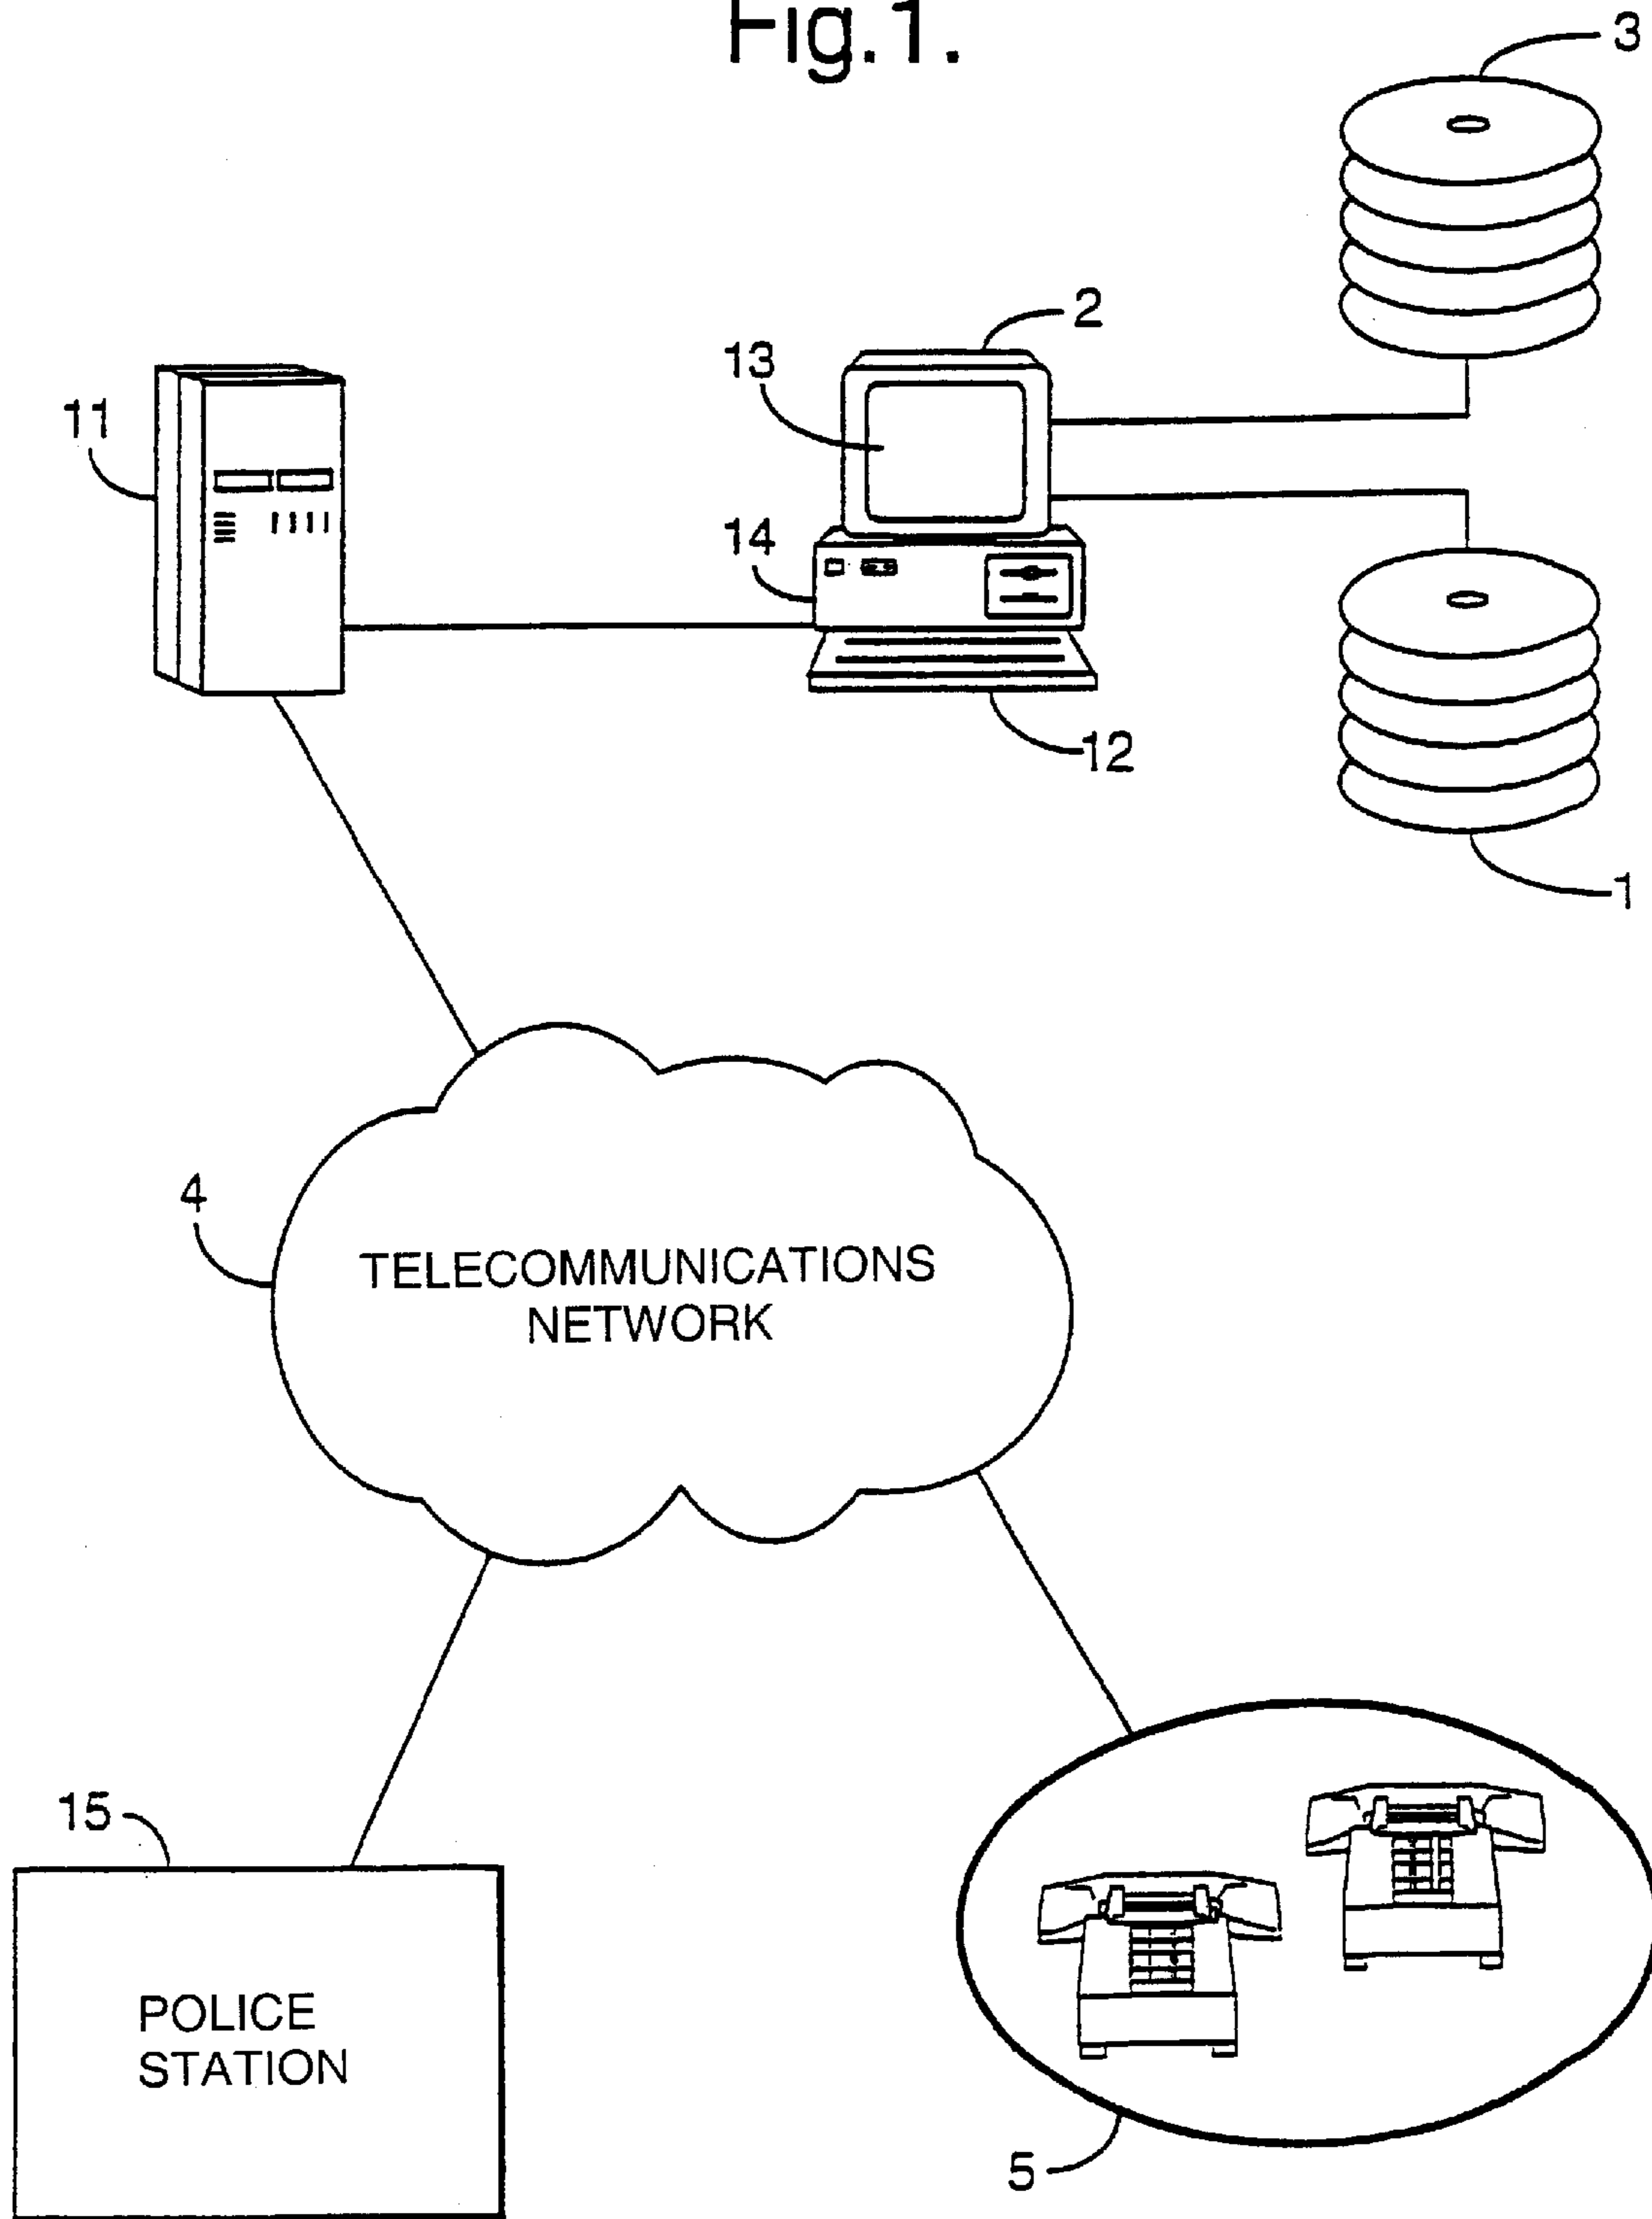 Fig.1.
3
2
13
11
14
12
1
4
TELECOMMUNICATIONS
NETWORK
15
POLICE
STATION
5